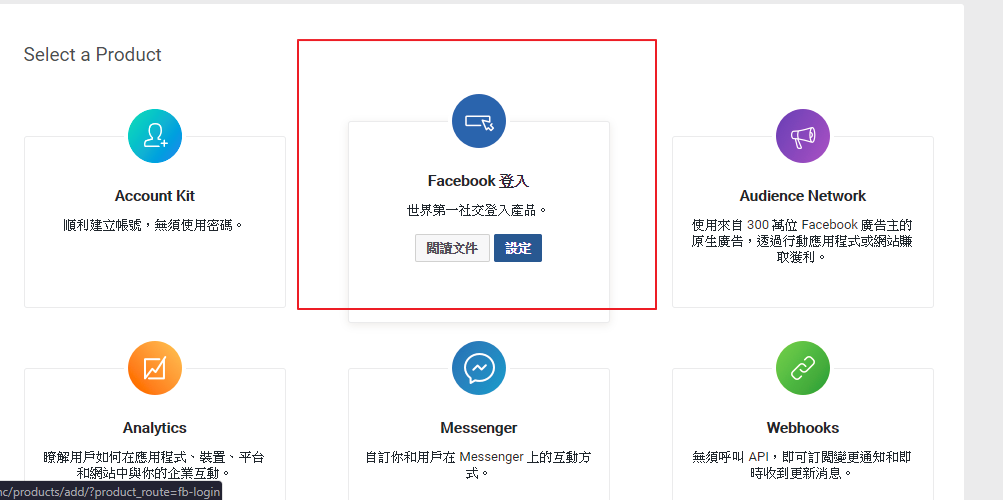 Select a Product
Account Kit
順利建立帳號，無須使用密碼。
Facebook 登入
世界第一社交登入產品。
閱讀文件 設定
Audience Network
使用來自 300 萬位 Facebook 廣告主的
原生廣告，透過行動應用程式或網站賺
取獲利。
Analytics
瞭解用戶如何在應用程式、裝置、平台
和網站中與你的企業互動。
Messenger
自訂你和用戶在 Messenger 上的互動方
式。
Webhooks
無須呼叫 API，即可訂閱變更通知和即
時收到更新消息。
nc/products/add/?product_route=fb-login